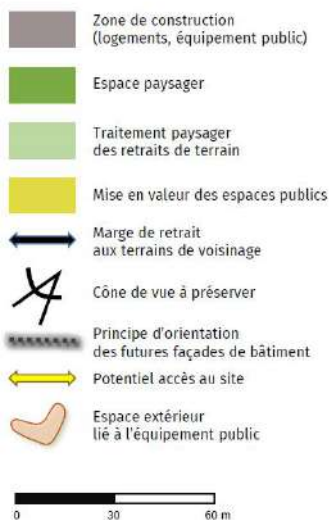 Zone de construction
(logements, équipement public)
Espace paysager
Traitement paysager
des retraits de terrain
Mise en valeur des espaces publics
Marge de retrait
aux terrains de voisinage
Cône de vue à préserver
Principe d'orientation
des futures façades de bâtiment
Potentiel accès au site
Espace extérieur
lié à l'équipement public
0 30 60 m